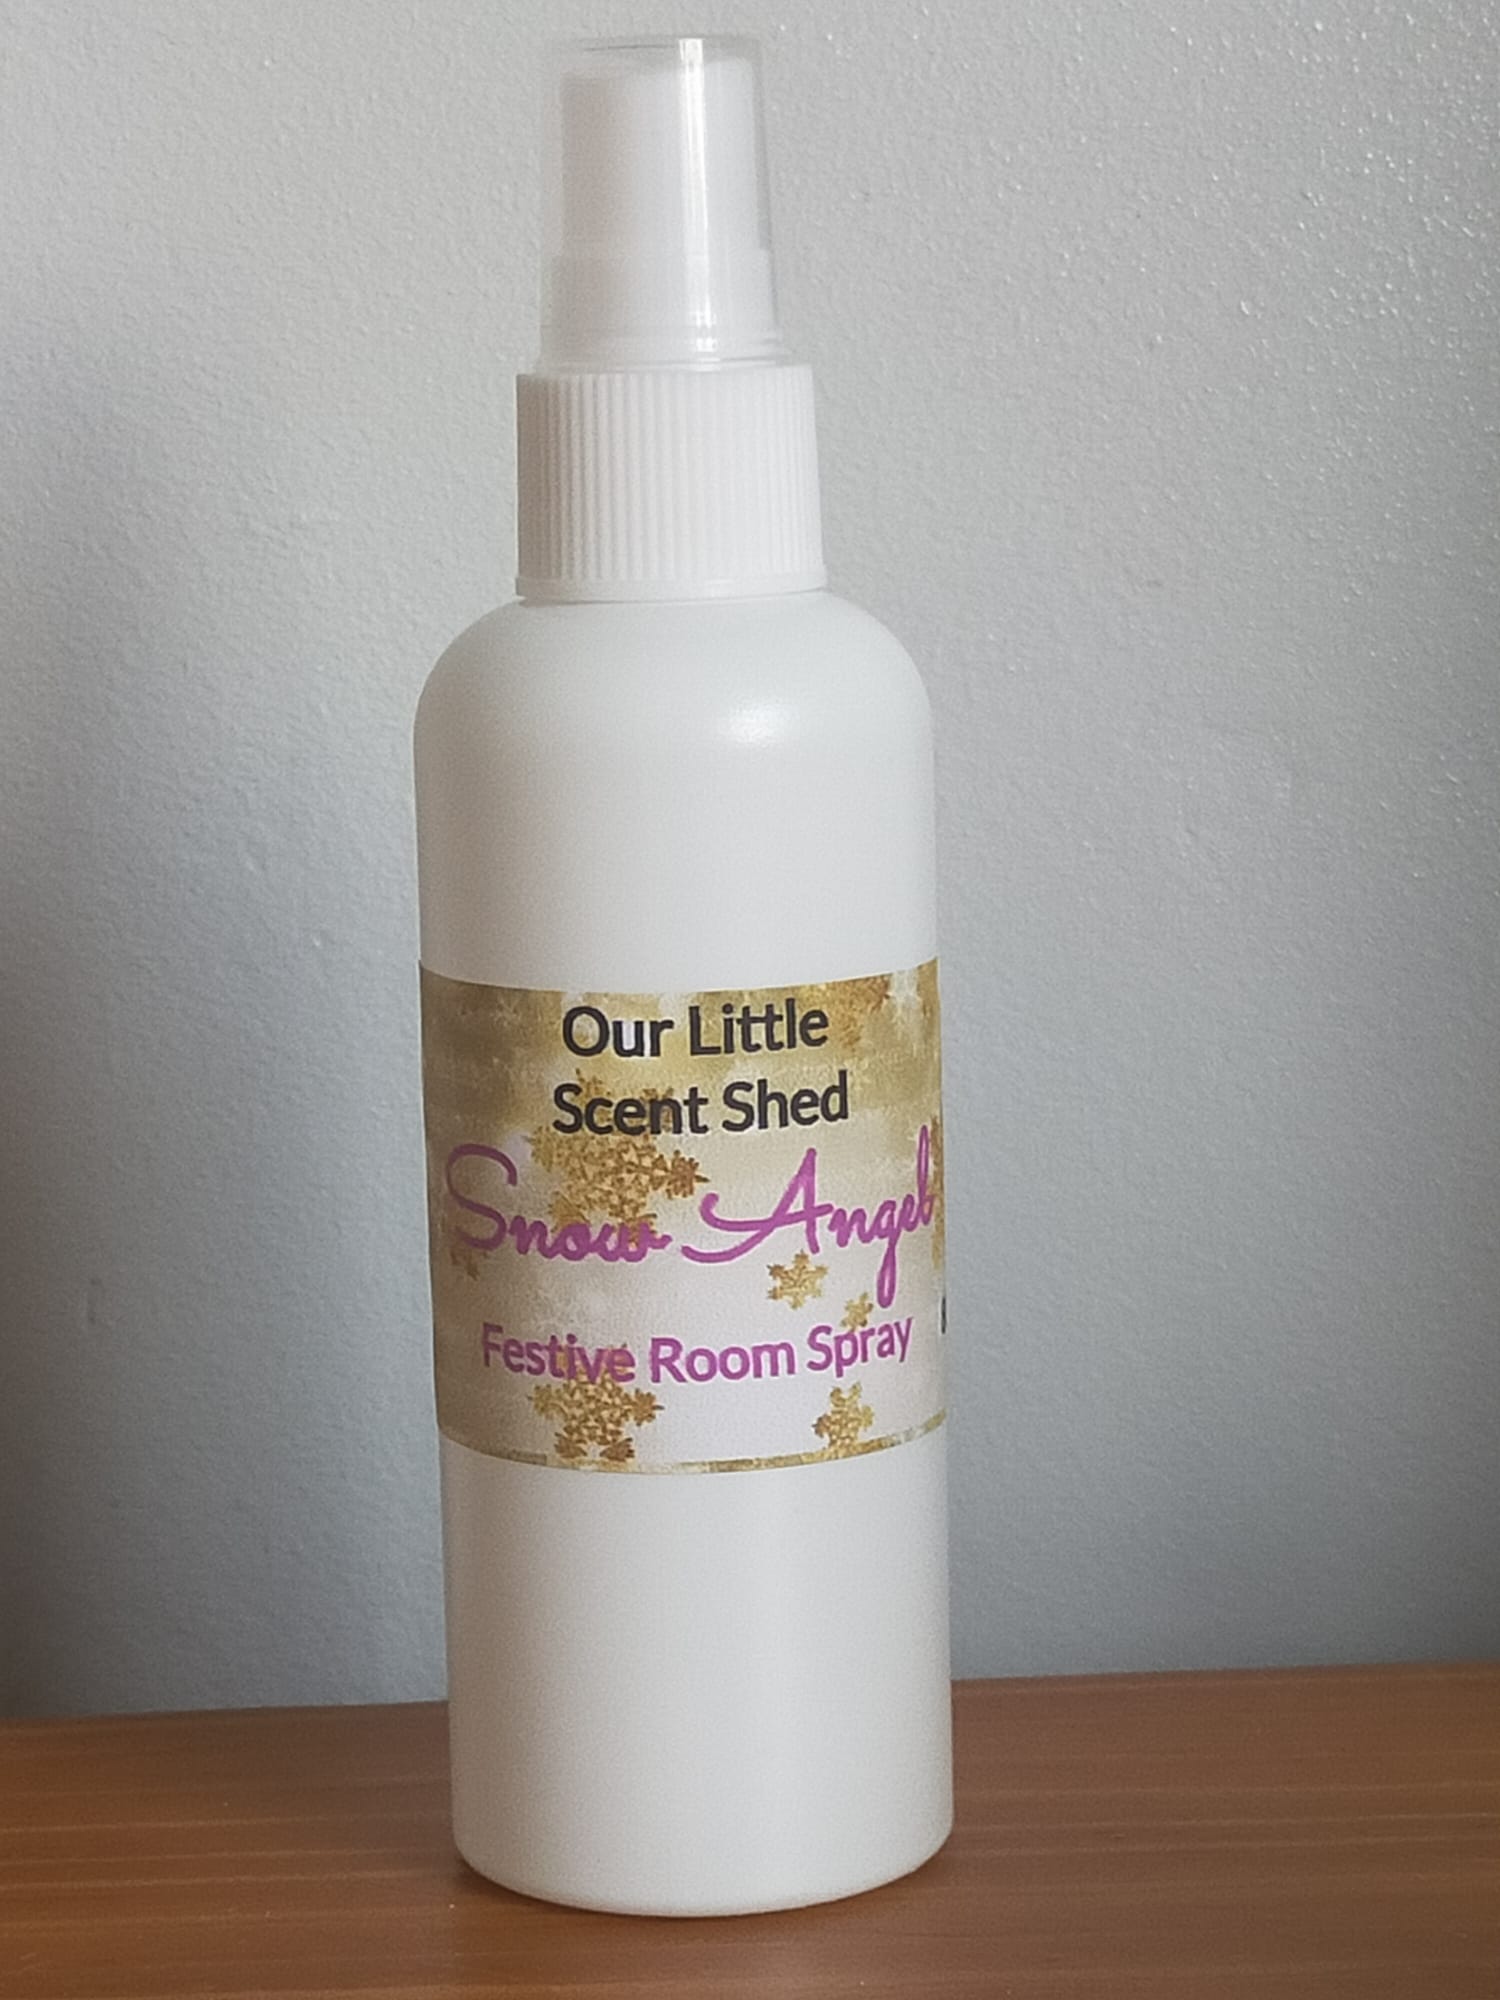 Our Little
Scent Shed
Snow Angel
Festive Room Spray